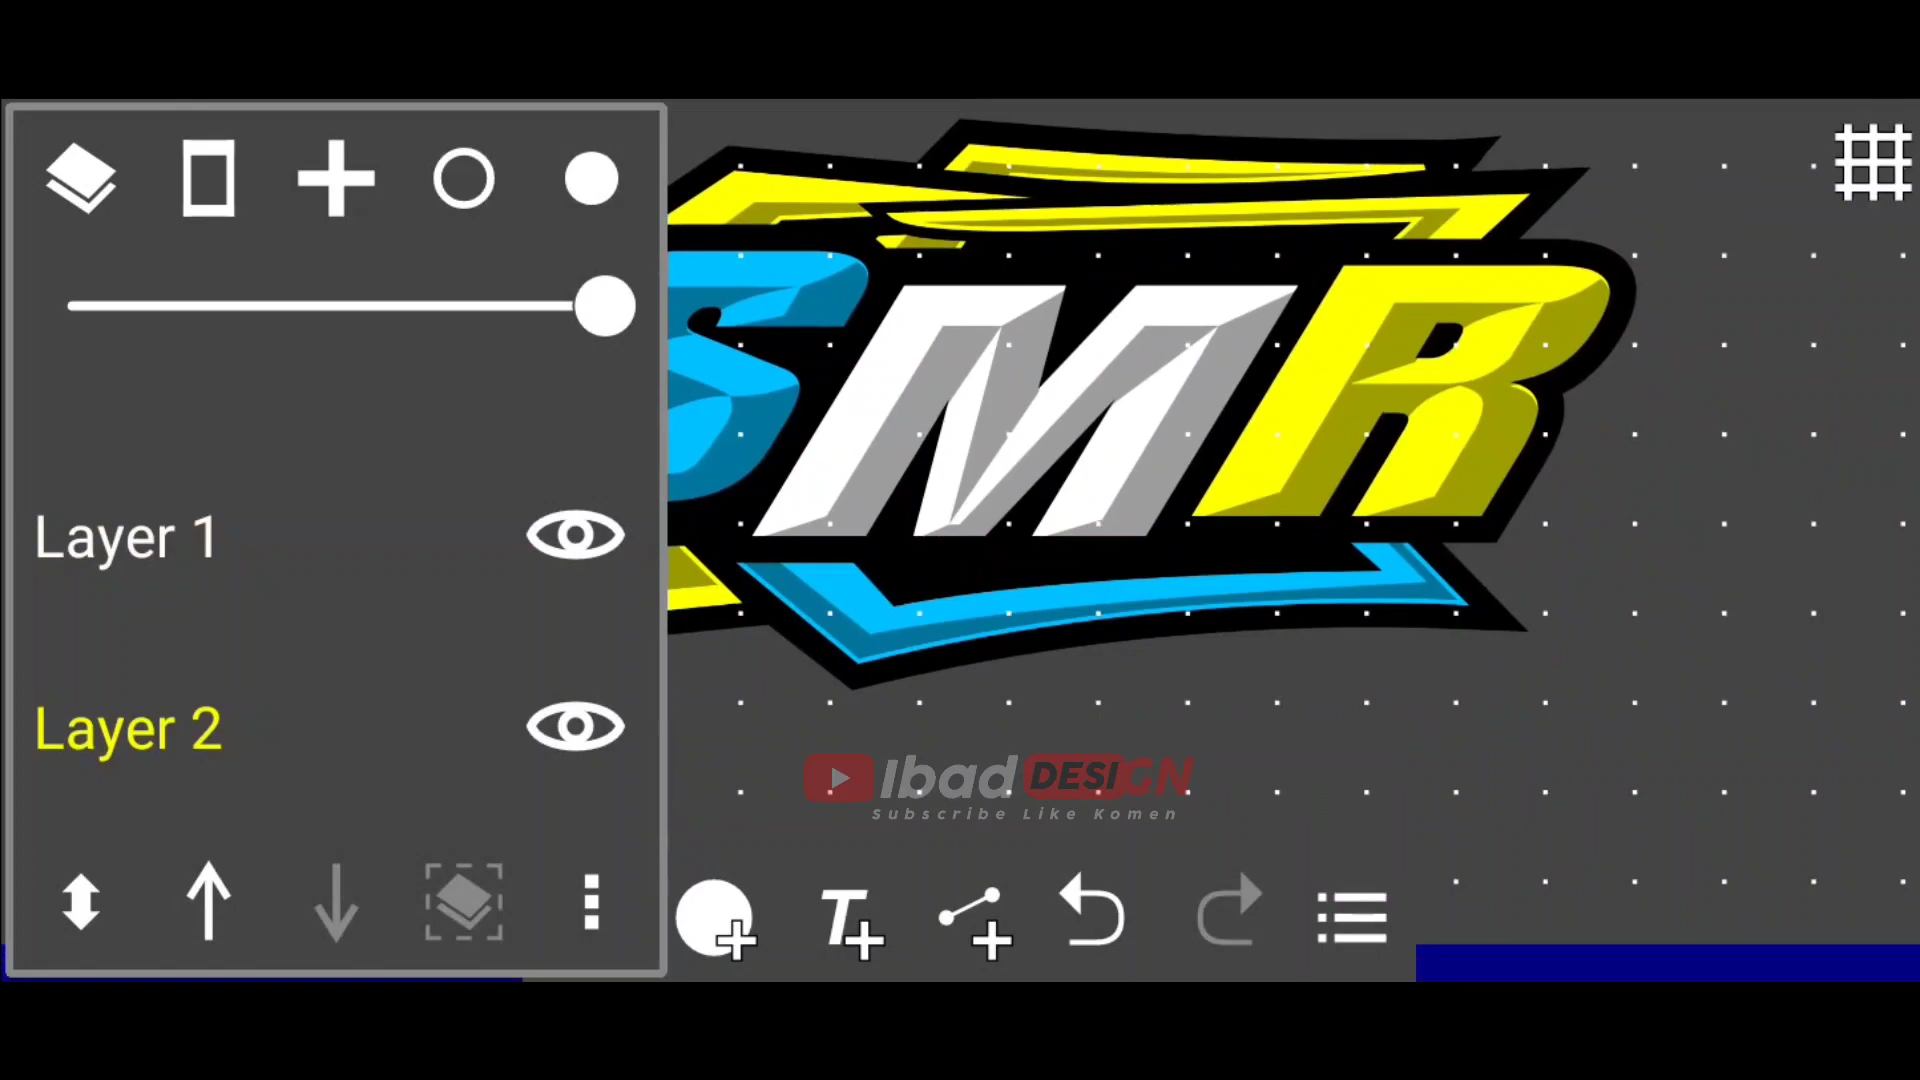 SMR
Layer 1
Layer 2
Ibad DESIGN
Subscribe Like Komen
T